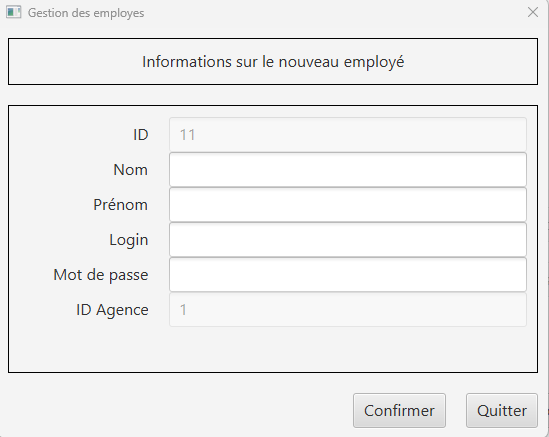 Gestion des employes
Informations sur le nouveau employé
ID 11
Nom
Prénom
Login
Mot de passe
ID Agence 1
Confirmer Quitter